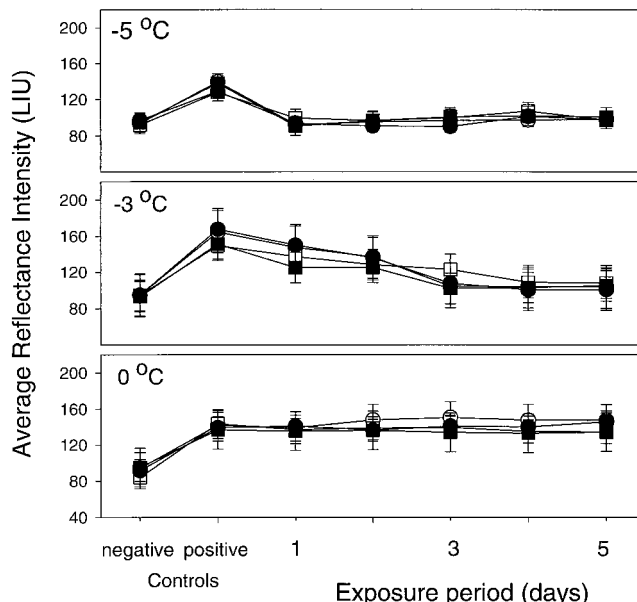 -5 °C
200
160
120
80
-3 °C
200
160
120
80
0 °C
200
160
120
80
40
Average Reflectance Intensity (LIU)
negative positive 1 3 5
Controls
Exposure period (days)